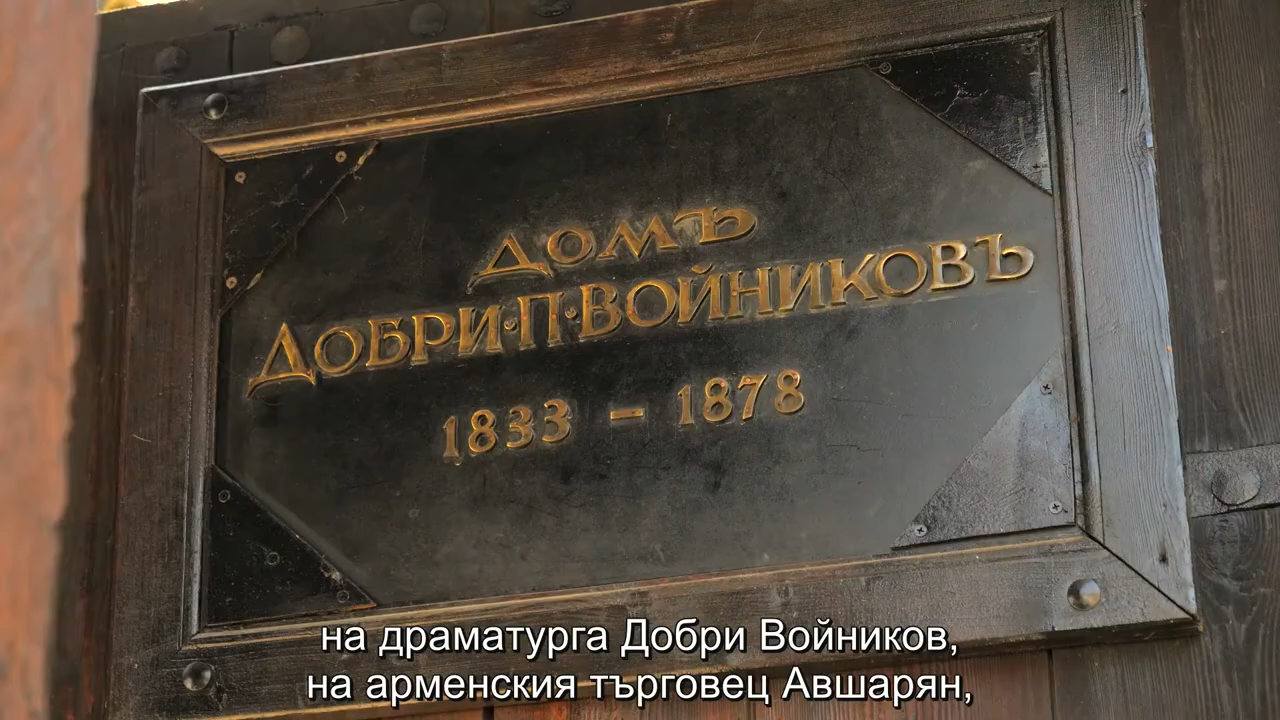 ДОМЪ
ДОБРИ·П·ВОЙНИКОВЪ
1833 – 1878
на драматурга Добри Войников,
на арменския търговец Авшарян,